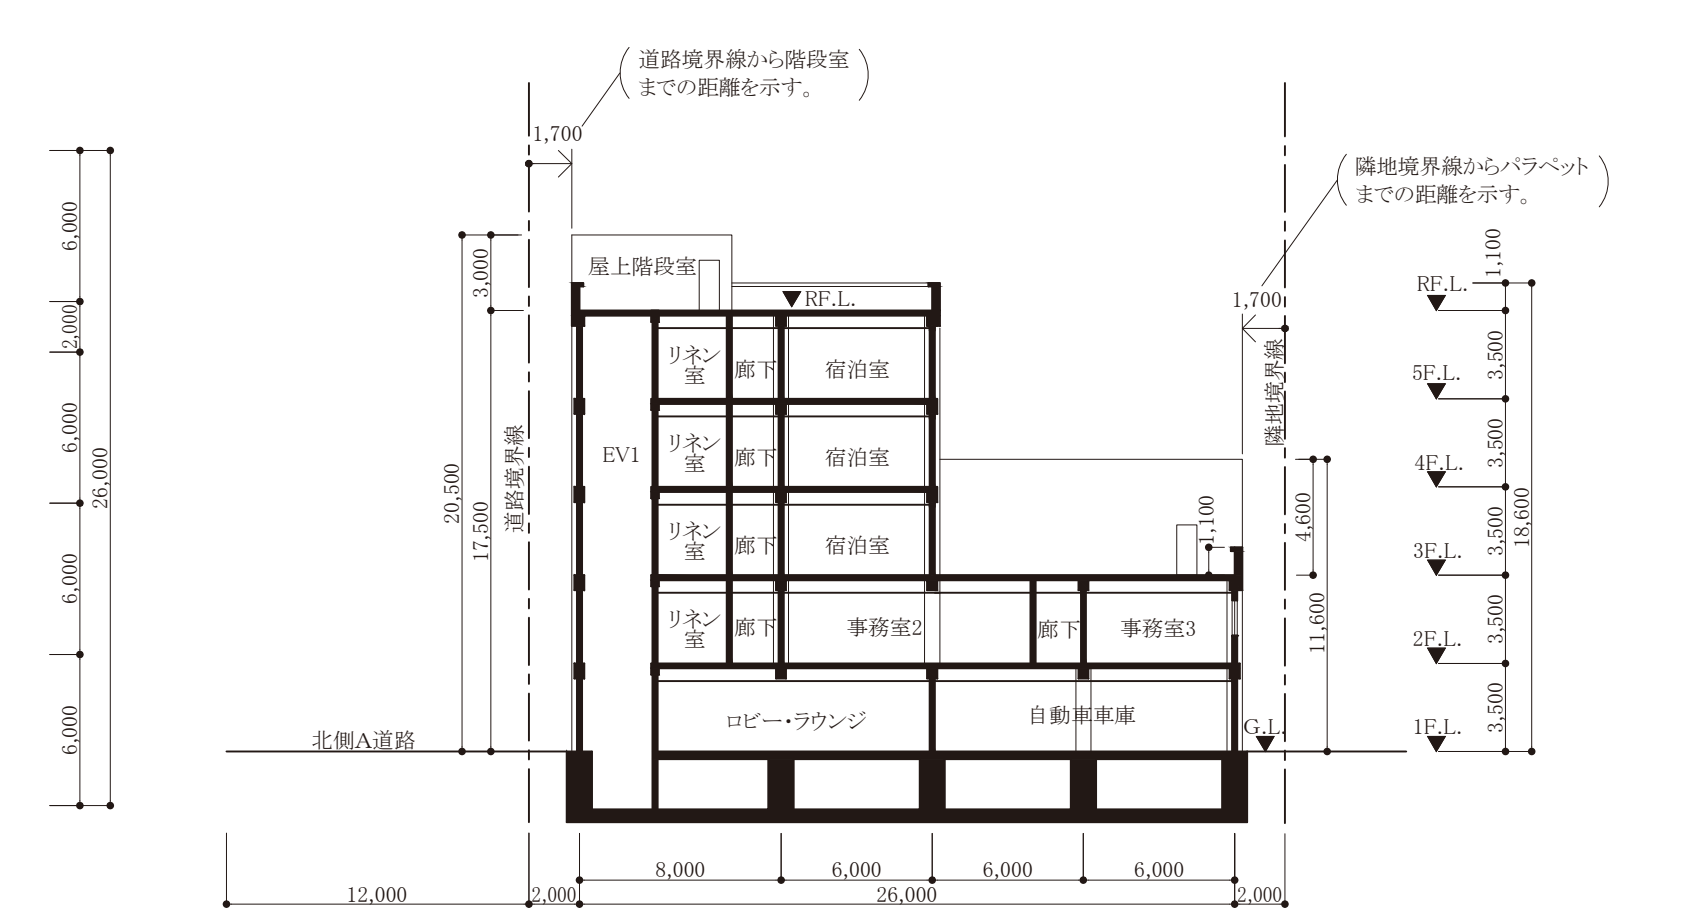 道路境界線から階段室
までの距離を示す。
1,700
隣地境界線からパラペット
までの距離を示す。
6,000
2,000
6,000
6,000
6,000
26,000
3,000
20,500
17,500
道路境界線
屋上階段室
RF.L.
1,700
隣地境界線
RF.L.
1,100
5F.L.
3,500
4F.L.
3,500
3F.L.
3,500
2F.L.
3,500
1F.L.
3,500
18,600
4,600
11,600
1,100
EV1
リネン
室
廊下
宿泊室
リネン
室
廊下
宿泊室
リネン
室
廊下
宿泊室
リネン
室
廊下
事務室2
廊下
事務室3
ロビー・ラウンジ
自動車車庫
G.L.
北側A道路
8,000
6,000
6,000
6,000
12,000
2,000
26,000
2,000